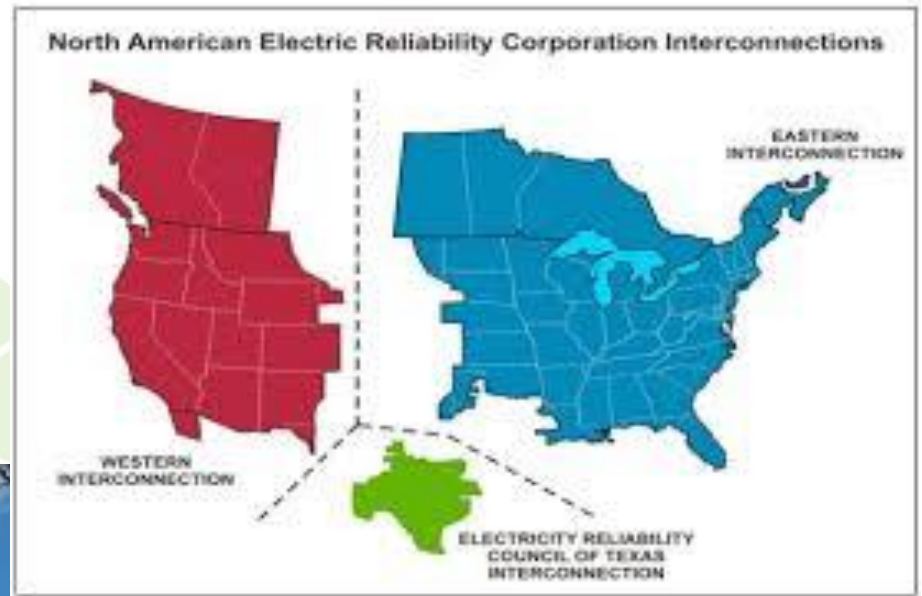 North American Electric Reliability Corporation Interconnections
EASTERN
INTERCONNECTION
WESTERN
INTERCONNECTION
ELECTRICITY RELIABILITY
COUNCIL OF TEXAS
INTERCONNECTION